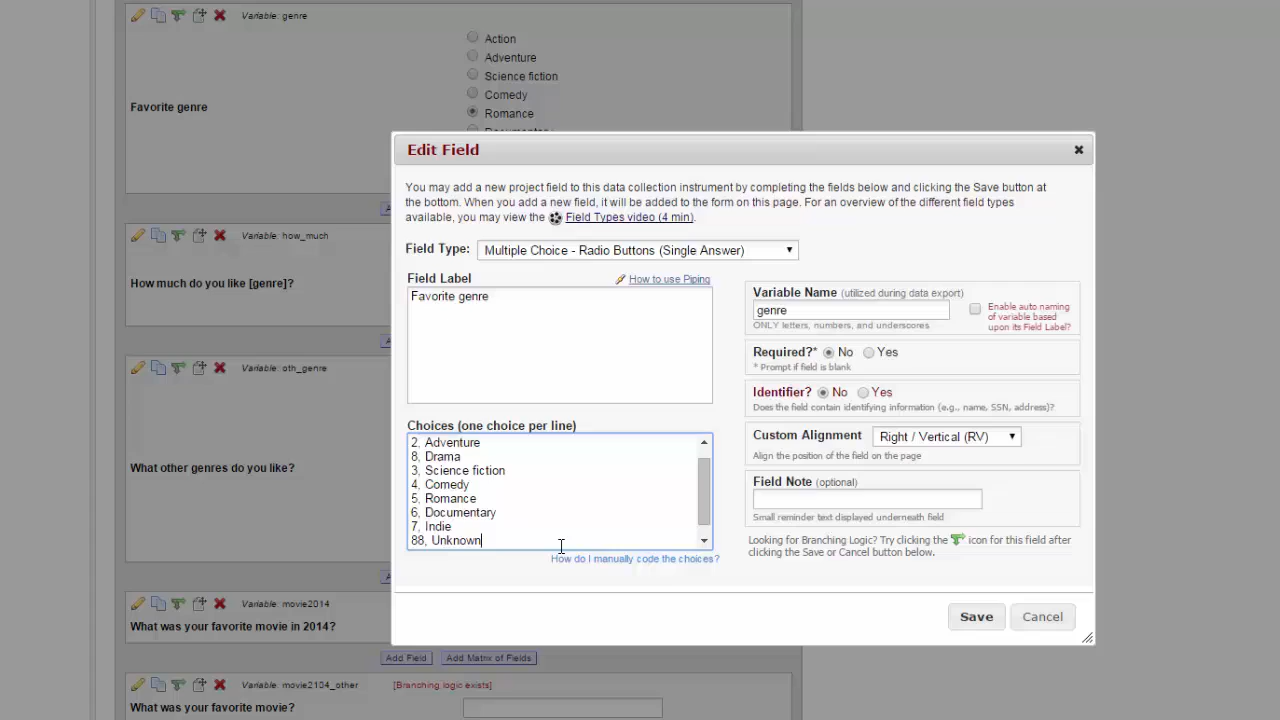 Variable: genre
Action
Adventure
Science fiction
Comedy
Favorite genre
Romance
Documentary
Edit Field
You may add a new project field to this data collection instrument by completing the fields below and clicking the Save button at
the bottom. When you add a new field, it will be added to the form on this page. For an overview of the different field types
available, you may view the Field Types video (4 min).
Variable: how_much
How much do you like [genre]?
Field Type: Multiple Choice - Radio Buttons (Single Answer)
Field Label How to use Piping
Favorite genre
Variable Name (utilized during data export)
genre
ONLY letters, numbers, and underscores
Enable auto naming
of variable based
upon its Field Label?
Required?* No Yes
* Prompt if field is blank
Variable: oth_genre
Identifier? No Yes
Does the field contain identifying information (e.g., name, SSN, address)?
Choices (one choice per line)
2, Adventure
8, Drama
3, Science fiction
4, Comedy
5, Romance
6, Documentary
7, Indie
88, Unknown
How do I manually code the choices?
Custom Alignment Right / Vertical (RV)
Align the position of the field on the page
What other genres do you like?
Field Note (optional)
Small reminder text displayed underneath field
Looking for Branching Logic? Try clicking the icon for this field after
clicking the Save or Cancel button below.
Save Cancel
Variable: movie2014
What was your favorite movie in 2014?
Add Field Add Matrix of Fields
Variable: movie2104_other [Branching logic exists]
What was your favorite movie?